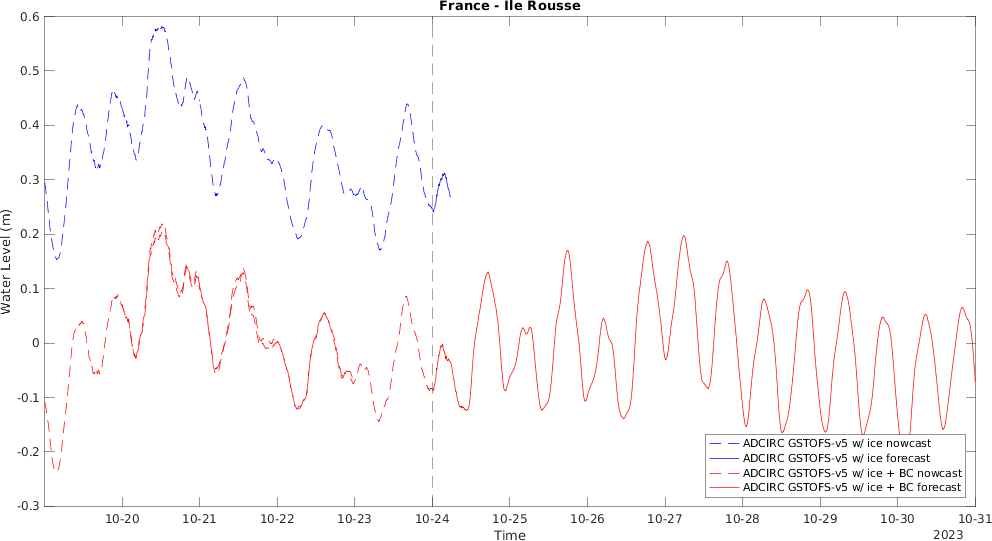 France - Ile Rousse
Water Level (m)
0.6
0.5
0.4
0.3
0.2
0.1
0
-0.1
-0.2
-0.3
ADCIRC GSTOFS-v5 w/ ice nowcast
ADCIRC GSTOFS-v5 w/ ice forecast
ADCIRC GSTOFS-v5 w/ ice + BC nowcast
ADCIRC GSTOFS-v5 w/ ice + BC forecast
10-20 10-21 10-22 10-23 10-24 10-25 10-26 10-27 10-28 10-29 10-30 10-31
Time
2023